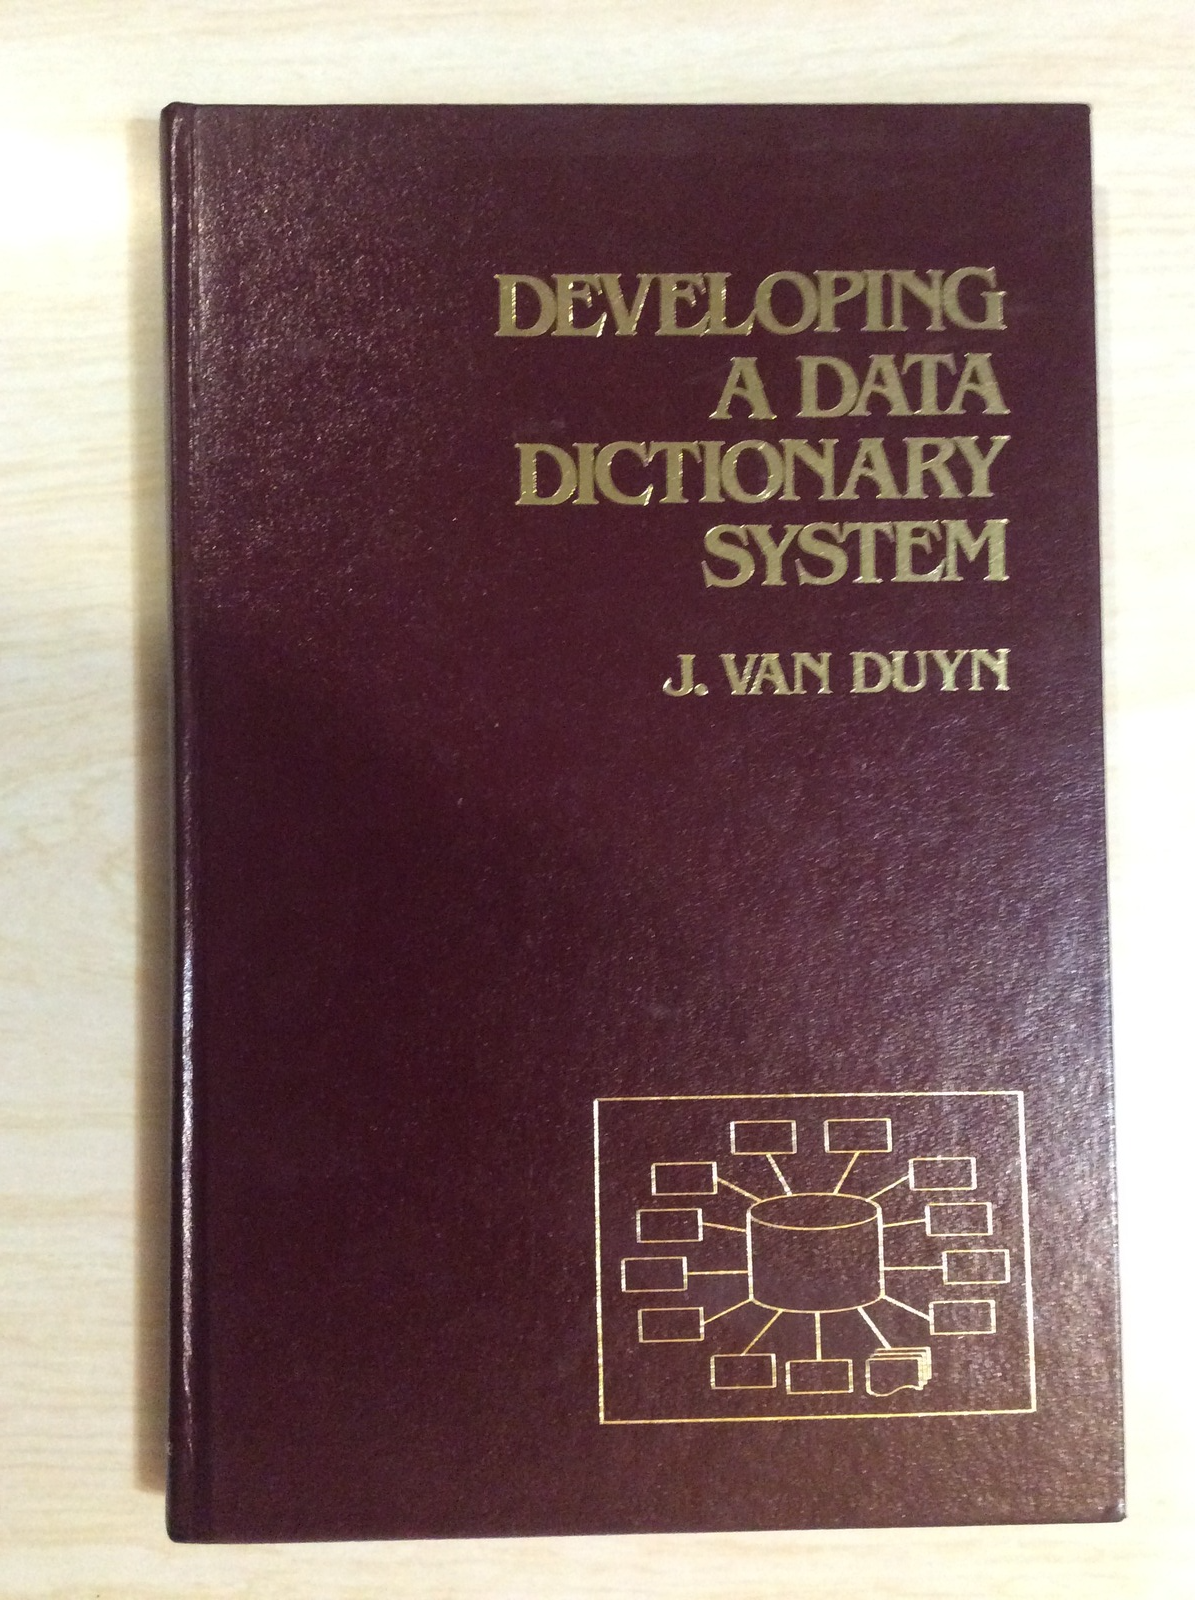 DEVELOPING
A DATA
DICTIONARY
SYSTEM
J. VAN DUYN